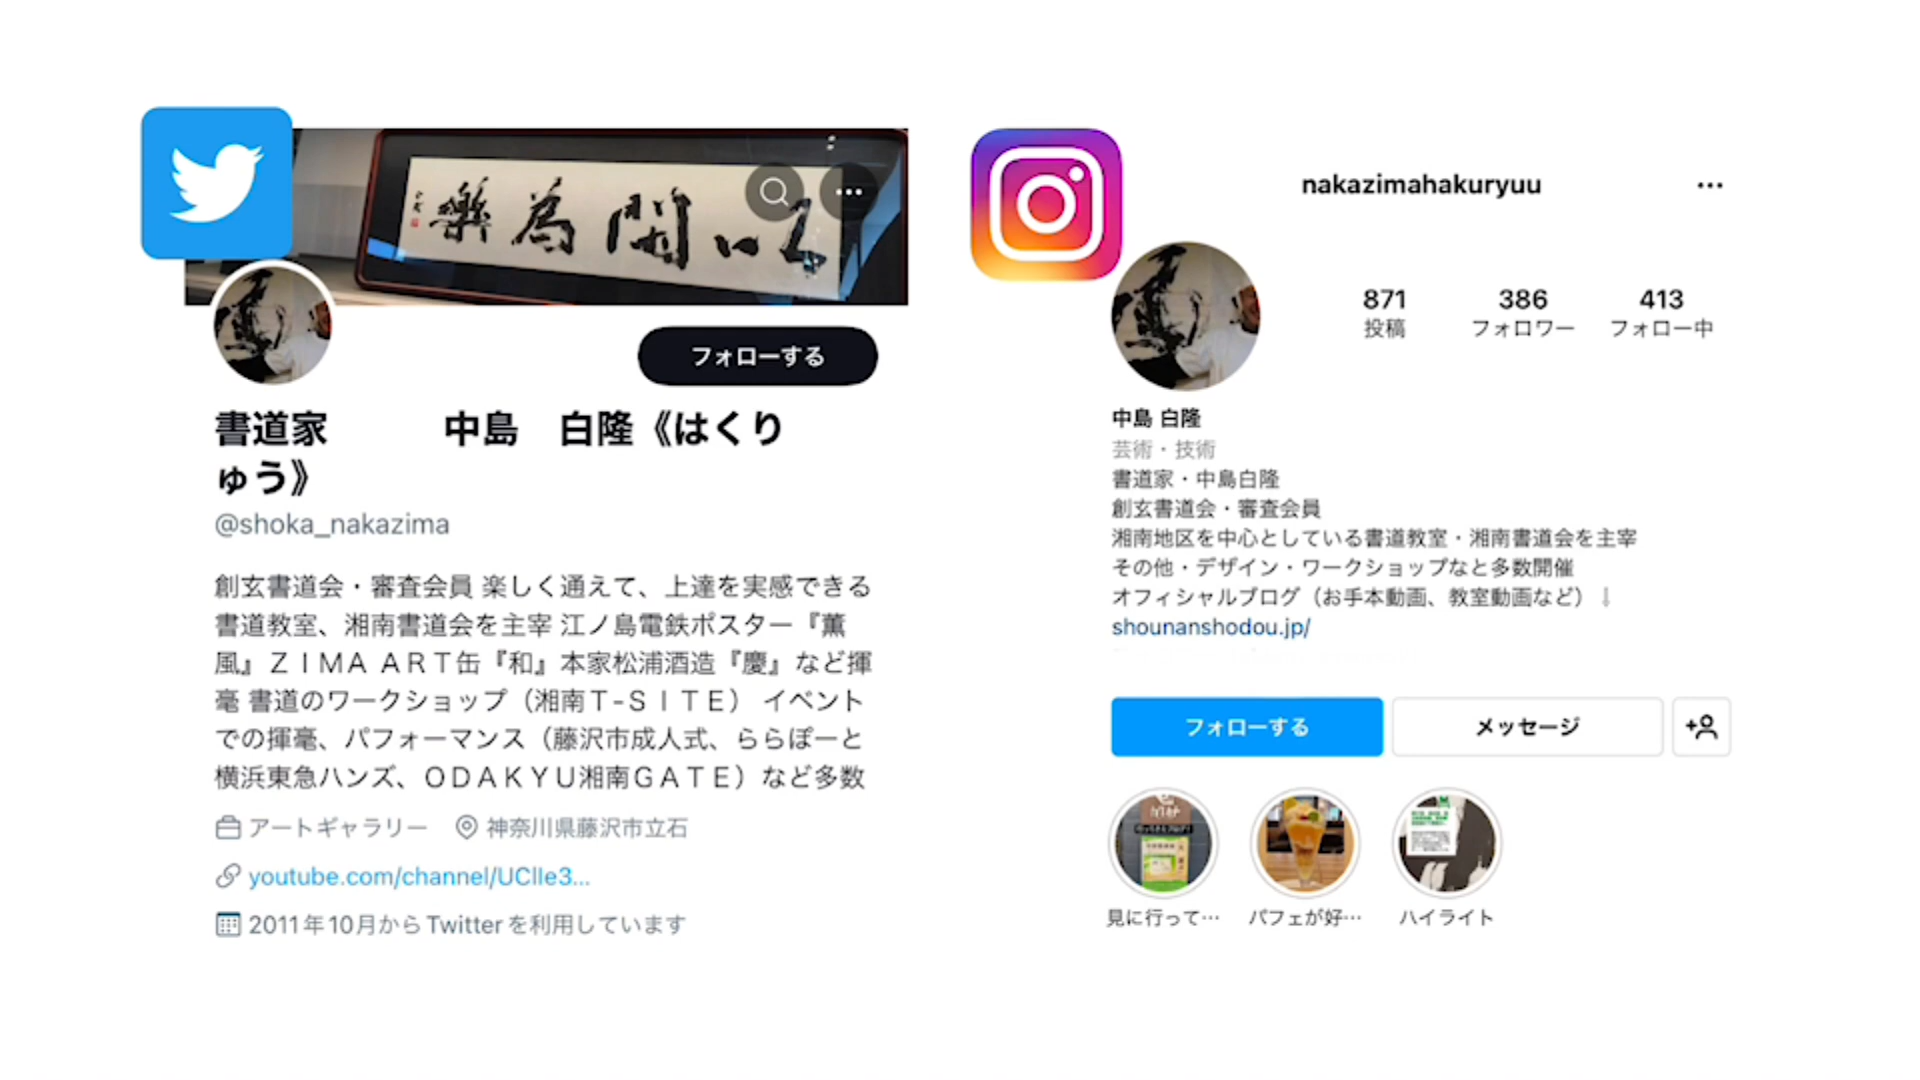 書道家　　　中島　白隆《はくり
ゅう》
@shoka_nakazima
創玄書道会・審査会員 楽しく通えて、上達を実感できる
書道教室、湘南書道会を主宰 江ノ島電鉄ポスター『薫
風』ＺＩＭＡ ＡＲＴ缶『和』本家松浦酒造『慶』など揮
毫 書道のワークショップ（湘南Ｔ-ＳＩＴＥ） イベント
での揮毫、パフォーマンス（藤沢市成人式、ららぽーと
横浜東急ハンズ、ＯＤＡＫＹＵ湘南ＧＡＴＥ）など多数
アートギャラリー 神奈川県藤沢市立石
youtube.com/channel/UClle3...
2011年10月からTwitterを利用しています
フォローする
nakazimahakuryuu
871 386 413
投稿 フォロワー フォロー中
中島 白隆
芸術・技術
書道家・中島白隆
創玄書道会・審査会員
湘南地区を中心としている書道教室・湘南書道会を主宰
その他・デザイン・ワークショップなと多数開催
オフィシャルブログ（お手本動画、教室動画など）↓
shounanshodou.jp/
フォローする メッセージ
見に行って… パフェが好… ハイライト